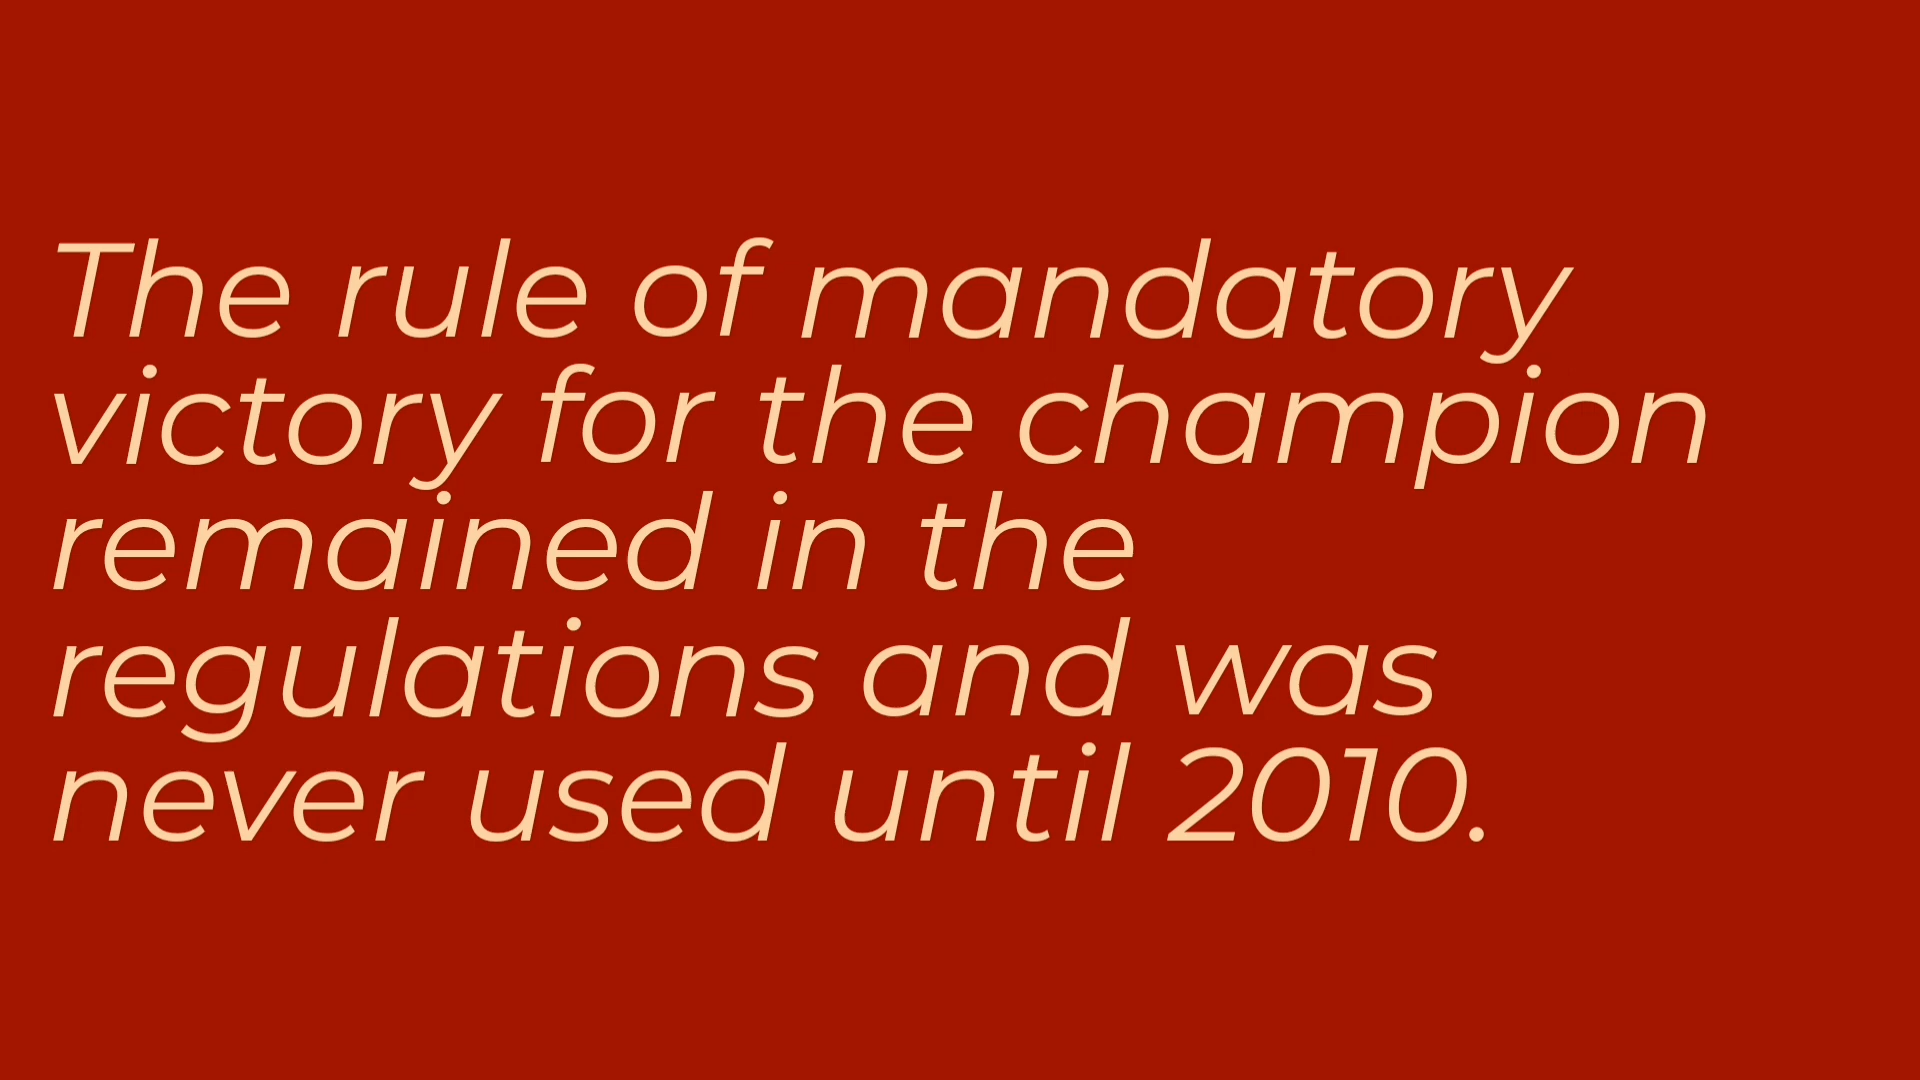 The rule of mandatory
victory for the champion
remained in the
regulations and was
never used until 2010.